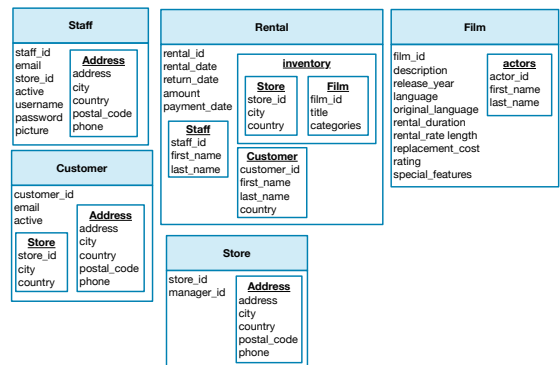 Staff
staff_id
email
store_id
active
username
password
picture
Address
address
city
country
postal_code
phone
Rental
rental_id
rental_date
return_date
amount
payment_date
inventory
Store
store_id
city
country
Film
film_id
title
categories
Staff
staff_id
first_name
last_name
Customer
customer_id
first_name
last_name
country
Film
film_id
description
release_year
language
original_language
rental_duration
rental_rate length
replacement_cost
rating
special_features
actors
actor_id
first_name
last_name
Customer
customer_id
email
active
Store
store_id
city
country
Address
address
city
country
postal_code
phone
Store
store_id
manager_id
Address
address
city
country
postal_code
phone